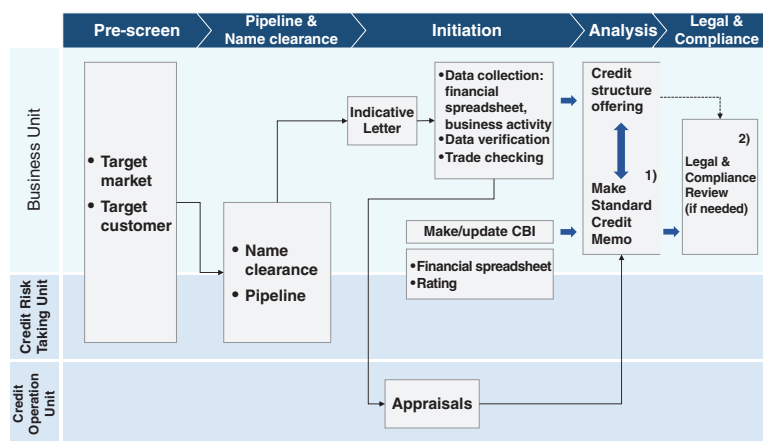 Pre-screen
Pipeline &
Name clearance
Initiation
Analysis
Legal &
Compliance
Business Unit
Credit Risk
Taking Unit
Credit
Operation
Unit
• Target
market
• Target
customer
• Name
clearance
• Pipeline
Indicative
Letter
•Data collection:
financial
spreadsheet,
business activity
•Data verification
•Trade checking
Make/update CBI
•Financial spreadsheet
•Rating
Appraisals
Credit
structure
offering
1)
Make
Standard
Credit
Memo
2)
Legal &
Compliance
Review
(if needed)